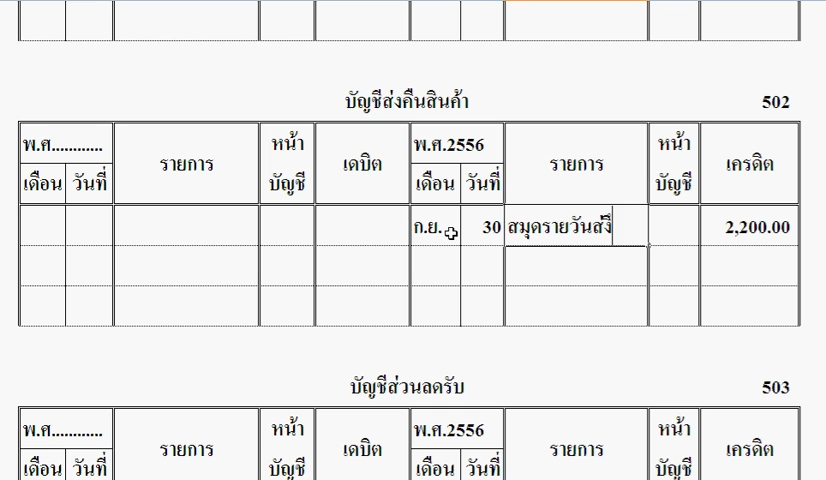 บัญชีส่งคืนสินค้า 502
พ.ศ............ รายการ หน้าบัญชี เดบิต พ.ศ.2556 รายการ หน้าบัญชี เครดิต
เดือน วันที่ เดือน วันที่
ก.ย. 30 สมุดรายวันส่งื 2,200.00
บัญชีส่วนลดรับ 503
พ.ศ............ รายการ หน้าบัญชี เดบิต พ.ศ.2556 รายการ หน้าบัญชี เครดิต
เดือน วันที่ เดือน วันที่